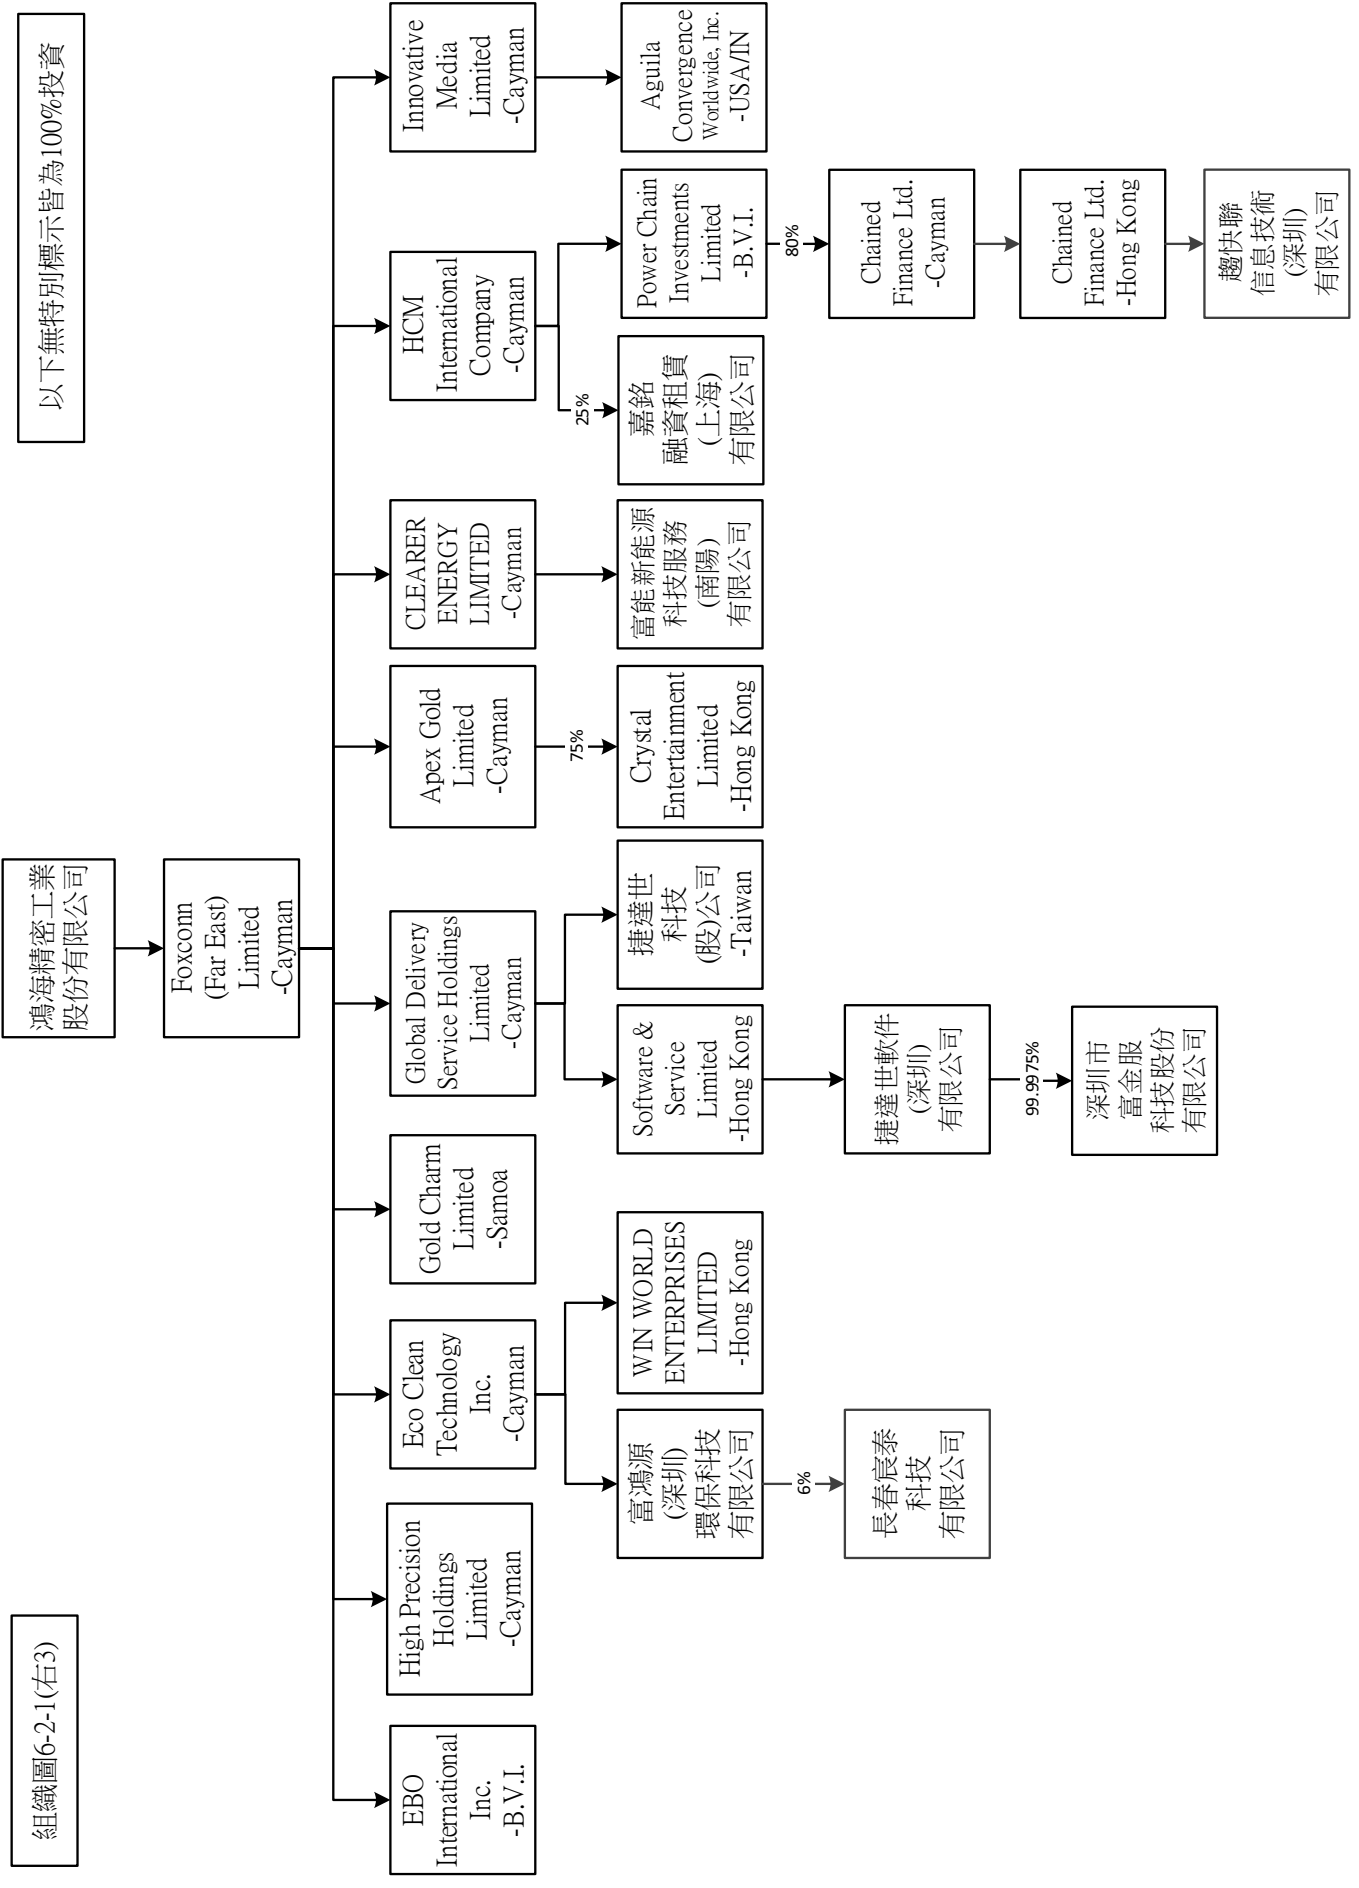 組織圖6-2-1(右3)
以下無特別標示皆為100%投資
鴻海精密工業
股份有限公司
Foxconn
(Far East)
Limited
-Cayman
EBO
International
Inc.
-B.V.I.
High Precision
Holdings
Limited
-Cayman
Eco Clean
Technology
Inc.
-Cayman
Gold Charm
Limited
-Samoa
Global Delivery
Service Holdings
Limited
-Cayman
Apex Gold
Limited
-Cayman
CLEARER
ENERGY
LIMITED
-Cayman
HCM
International
Company
-Cayman
Innovative
Media
Limited
-Cayman
75%
25%
富鴻源
(深圳)
環保科技
有限公司
WIN WORLD
ENTERPRISES
LIMITED
-Hong Kong
Software &
Service
Limited
-Hong Kong
捷達世
科技
(股)公司
-Taiwan
Crystal
Entertainment
Limited
-Hong Kong
富能新能源
科技服務
(南陽)
有限公司
嘉銘
融資租賃
(上海)
有限公司
Power Chain
Investments
Limited
-B.V.I.
Aguila
Convergence
Worldwide, Inc.
-USA/IN
6%
80%
長春宸泰
科技
有限公司
捷達世軟件
(深圳)
有限公司
Chained
Finance Ltd.
-Cayman
99.9975%
深圳市
富金服
科技股份
有限公司
Chained
Finance Ltd.
-Hong Kong
趨快聯
信息技術
(深圳)
有限公司